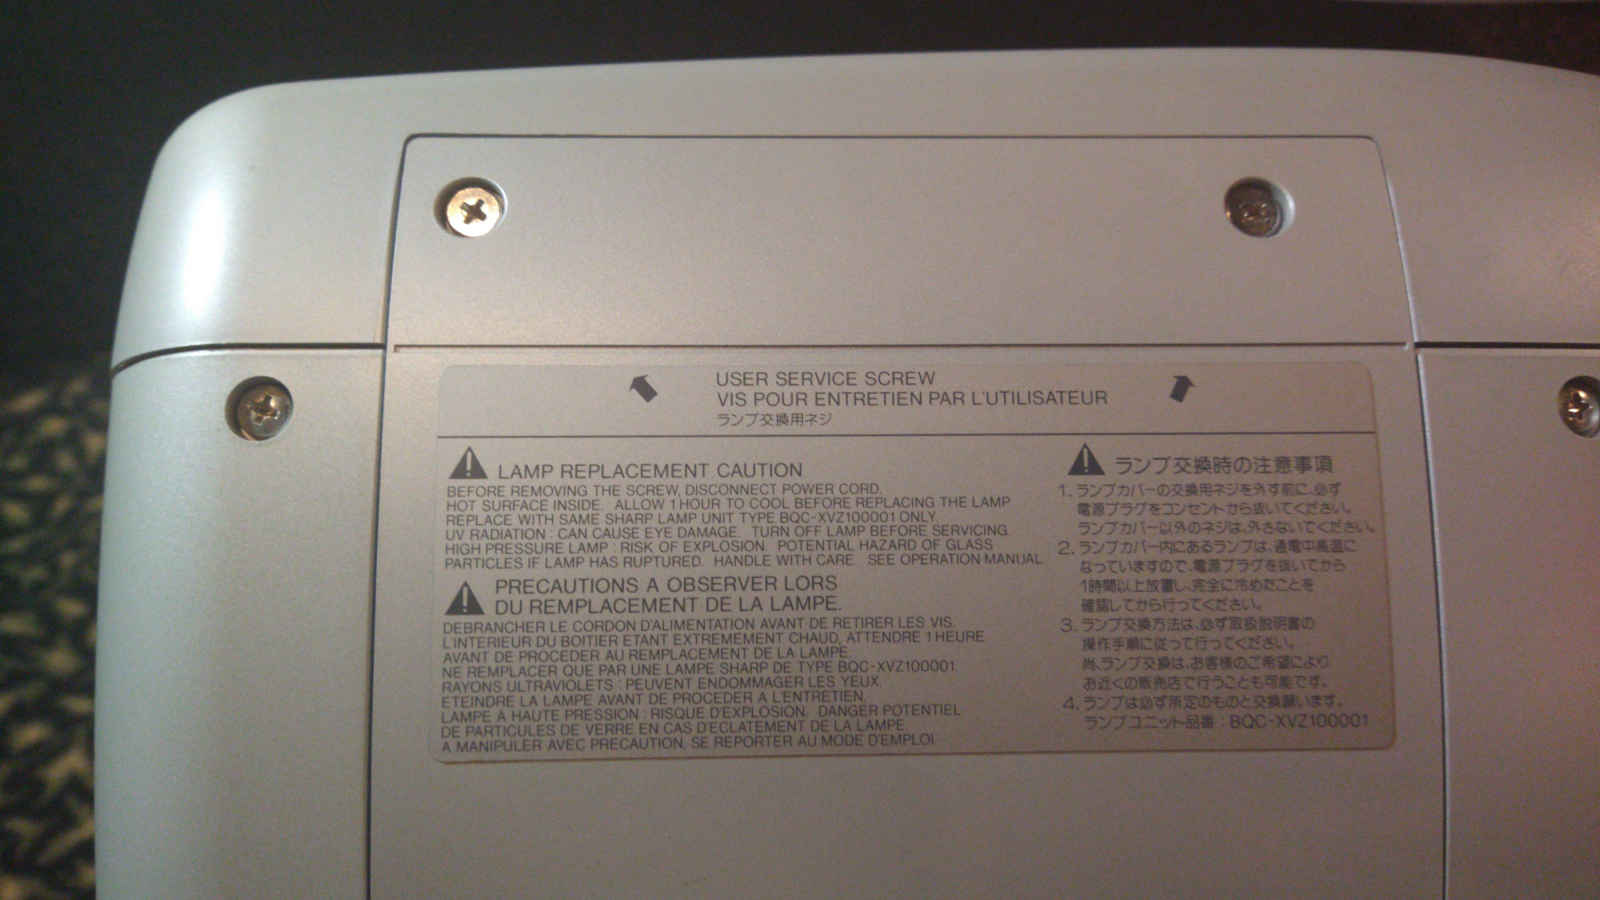 USER SERVICE SCREW
VIS POUR ENTRETIEN PAR L'UTILISATEUR
ランプ交換用ネジ
LAMP REPLACEMENT CAUTION
BEFORE REMOVING THE SCREW, DISCONNECT POWER CORD.
HOT SURFACE INSIDE. ALLOW 1 HOUR TO COOL BEFORE REPLACING THE LAMP
REPLACE WITH SAME SHARP LAMP UNIT TYPE BQC-XVZ100001 ONLY.
UV RADIATION : CAN CAUSE EYE DAMAGE. TURN OFF LAMP BEFORE SERVICING.
HIGH PRESSURE LAMP : RISK OF EXPLOSION. POTENTIAL HAZARD OF GLASS
PARTICLES IF LAMP HAS RUPTURED. HANDLE WITH CARE. SEE OPERATION MANUAL.
PRECAUTIONS A OBSERVER LORS
DU REMPLACEMENT DE LA LAMPE.
DEBRANCHER LE CORDON D'ALIMENTATION AVANT DE RETIRER LES VIS.
L'INTERIEUR DU BOITIER ETANT EXTREMEMENT CHAUD, ATTENDRE 1 HEURE
AVANT DE PROCEDER AU REMPLACEMENT DE LA LAMPE.
NE REMPLACER QUE PAR UNE LAMPE SHARP DE TYPE BQC-XVZ100001.
RAYONS ULTRAVIOLETS : PEUVENT ENDOMMAGER LES YEUX.
ETEINDRE LA LAMPE AVANT DE PROCEDER A L'ENTRETIEN.
LAMPE A HAUTE PRESSION : RISQUE D'EXPLOSION. DANGER POTENTIEL
DE PARTICULES DE VERRE EN CAS D'ECLATEMENT DE LA LAMPE.
A MANIPULER AVEC PRECAUTION, SE REPORTER AU MODE D'EMPLOI.
ランプ交換時の注意事項
1. ランプカバーの交換用ネジを外す前に、必ず
電源プラグをコンセントから抜いてください。
ランプカバー以外のネジは、外さないでください。
2. ランプカバー内にあるランプは、通電中高温に
なっていますので、電源プラグを抜いてから
1時間以上放置し、完全に冷めたことを
確認してから行ってください。
3. ランプ交換方法は、必ず取扱説明書の
操作手順に従って行ってください。
尚、ランプ交換は、お客様のご希望により
お近くの販売店で行うことも可能です。
4. ランプは必ず所定のものと交換願います。
ランプユニット品番 : BQC-XVZ100001